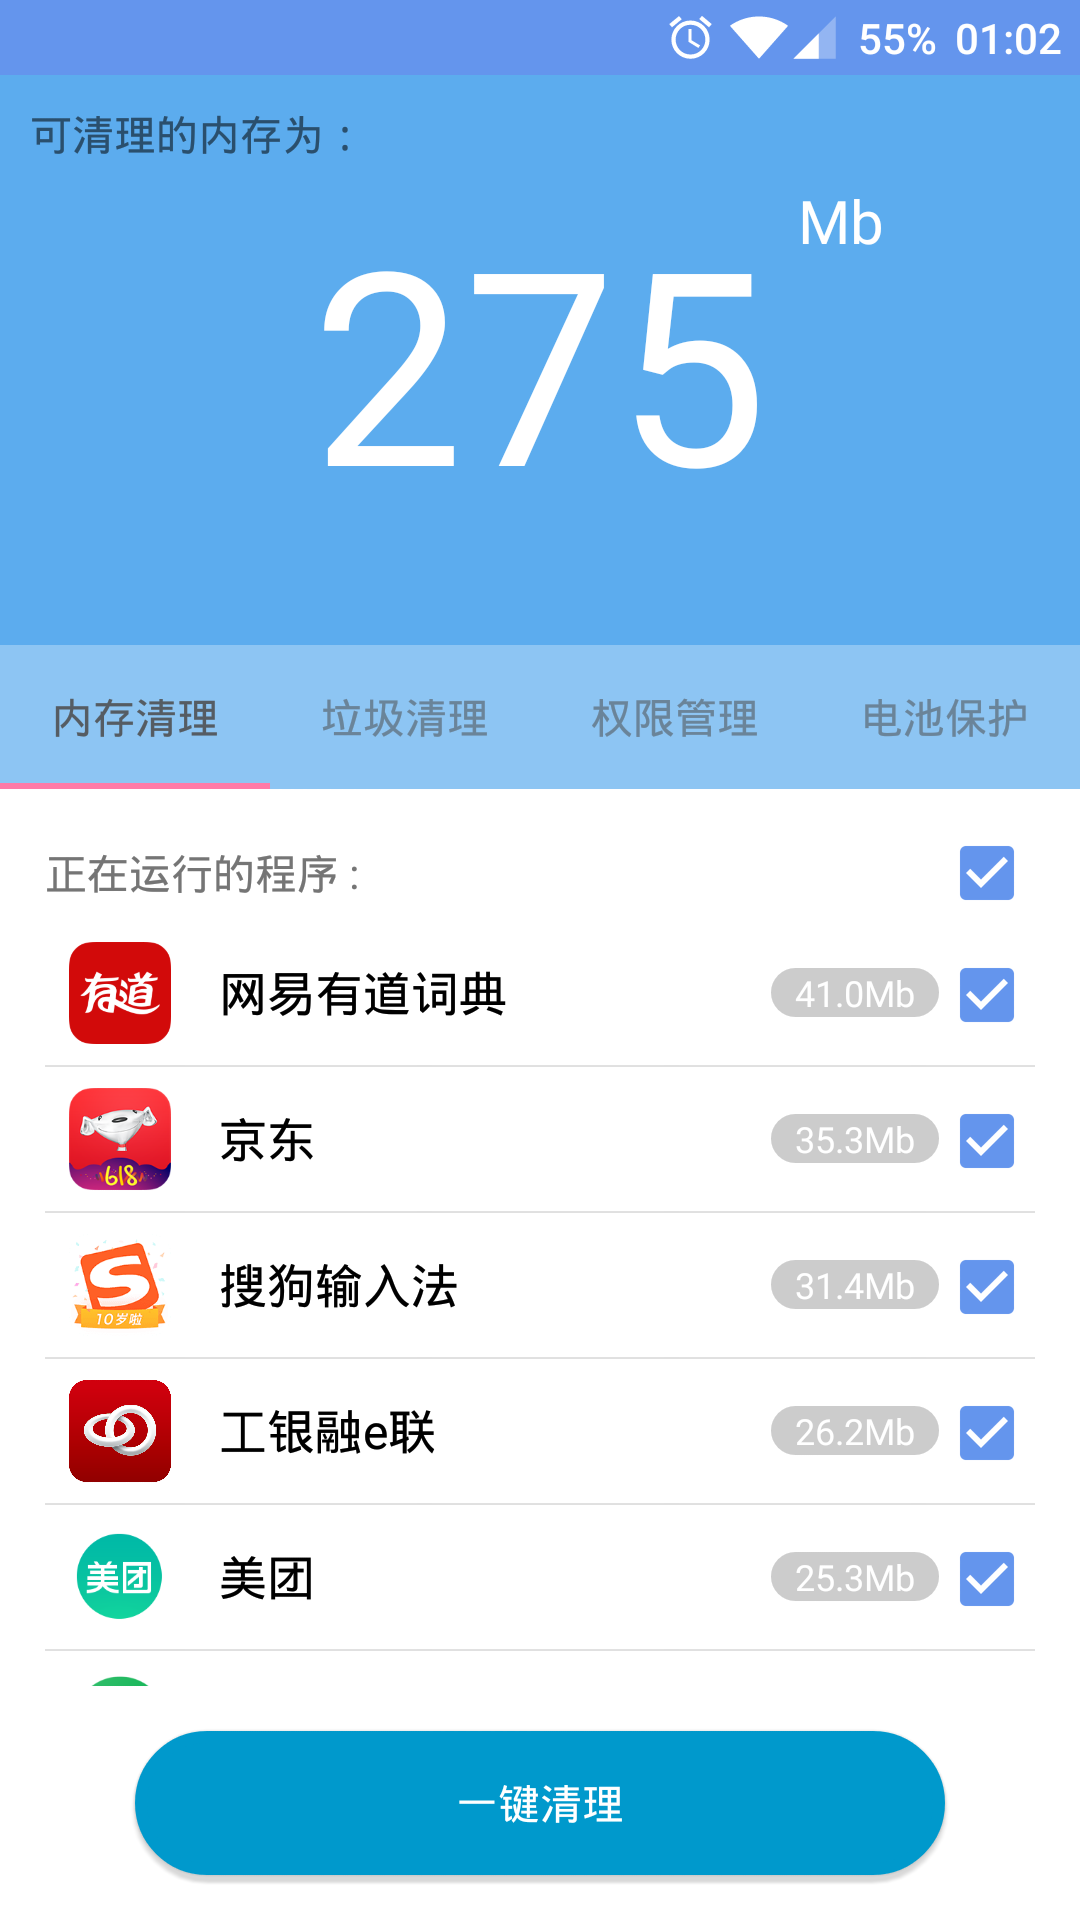 55% 01:02
可清理的内存为：
Mb
275
内存清理 垃圾清理 权限管理 电池保护
正在运行的程序：
有道 网易有道词典 41.0Mb
618 京东 35.3Mb
S 10岁啦 搜狗输入法 31.4Mb
工银融e联 26.2Mb
美团 美团 25.3Mb
一键清理